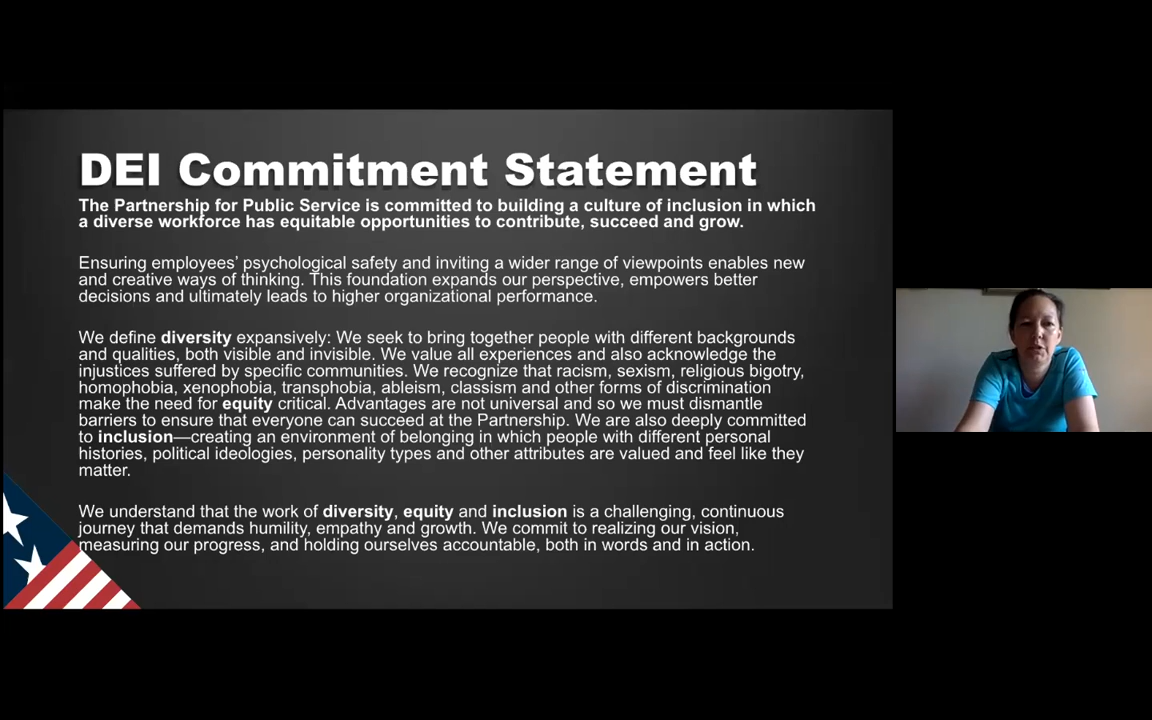 DEI Commitment Statement
The Partnership for Public Service is committed to building a culture of inclusion in which
a diverse workforce has equitable opportunities to contribute, succeed and grow.
Ensuring employees' psychological safety and inviting a wider range of viewpoints enables new
and creative ways of thinking. This foundation expands our perspective, empowers better
decisions and ultimately leads to higher organizational performance.
We define diversity expansively: We seek to bring together people with different backgrounds
and qualities, both visible and invisible. We value all experiences and also acknowledge the
injustices suffered by specific communities. We recognize that racism, sexism, religious bigotry,
homophobia, xenophobia, transphobia, ableism, classism and other forms of discrimination
make the need for equity critical. Advantages are not universal and so we must dismantle
barriers to ensure that everyone can succeed at the Partnership. We are also deeply committed
to inclusion—creating an environment of belonging in which people with different personal
histories, political ideologies, personality types and other attributes are valued and feel like they
matter.
We understand that the work of diversity, equity and inclusion is a challenging, continuous
journey that demands humility, empathy and growth. We commit to realizing our vision,
measuring our progress, and holding ourselves accountable, both in words and in action.